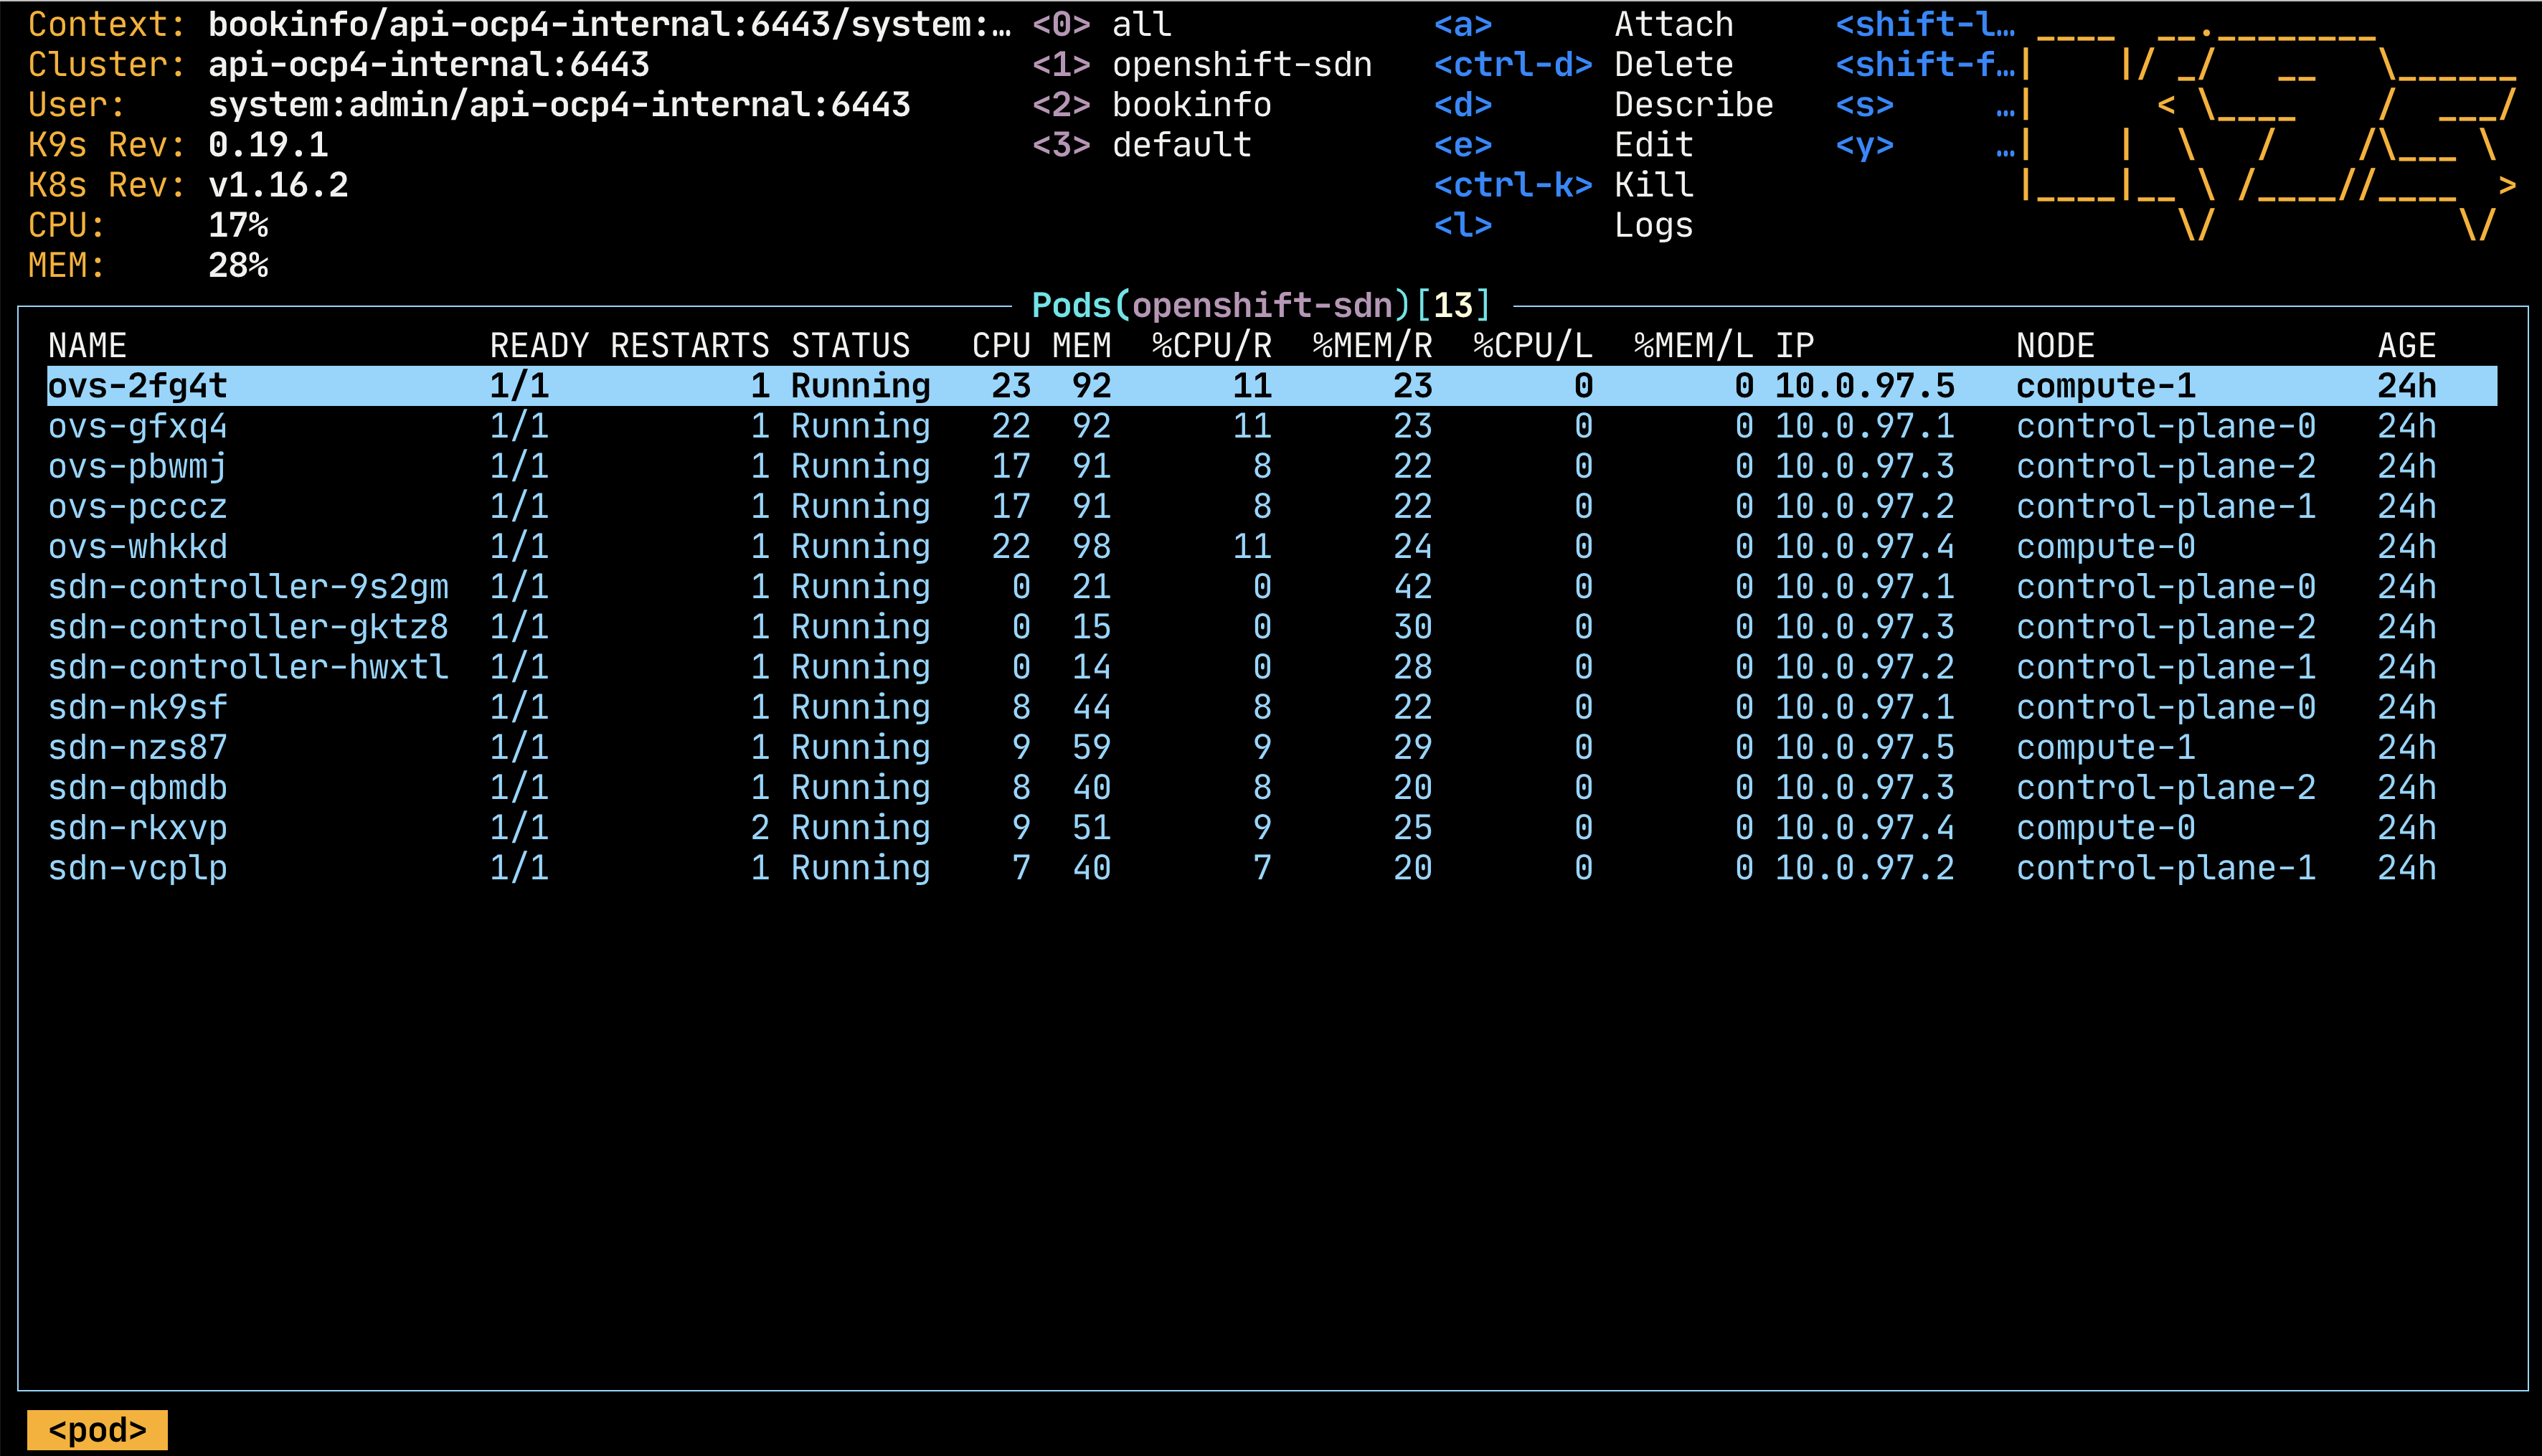 Context: bookinfo/api-ocp4-internal:6443/system:… <0> all <a> Attach <shift-l…
Cluster: api-ocp4-internal:6443 <1> openshift-sdn <ctrl-d> Delete <shift-f…
User: system:admin/api-ocp4-internal:6443 <2> bookinfo <d> Describe <s> …
K9s Rev: 0.19.1 <3> default <e> Edit <y> …
K8s Rev: v1.16.2 <ctrl-k> Kill
CPU: 17% <l> Logs
MEM: 28%
Pods(openshift-sdn)[13]
NAME READY RESTARTS STATUS CPU MEM %CPU/R %MEM/R %CPU/L %MEM/L IP NODE AGE
ovs-2fg4t 1/1 1 Running 23 92 11 23 0 0 10.0.97.5 compute-1 24h
ovs-gfxq4 1/1 1 Running 22 92 11 23 0 0 10.0.97.1 control-plane-0 24h
ovs-pbwmj 1/1 1 Running 17 91 8 22 0 0 10.0.97.3 control-plane-2 24h
ovs-pcccz 1/1 1 Running 17 91 8 22 0 0 10.0.97.2 control-plane-1 24h
ovs-whkkd 1/1 1 Running 22 98 11 24 0 0 10.0.97.4 compute-0 24h
sdn-controller-9s2gm 1/1 1 Running 0 21 0 42 0 0 10.0.97.1 control-plane-0 24h
sdn-controller-gktz8 1/1 1 Running 0 15 0 30 0 0 10.0.97.3 control-plane-2 24h
sdn-controller-hwxtl 1/1 1 Running 0 14 0 28 0 0 10.0.97.2 control-plane-1 24h
sdn-nk9sf 1/1 1 Running 8 44 8 22 0 0 10.0.97.1 control-plane-0 24h
sdn-nzs87 1/1 1 Running 9 59 9 29 0 0 10.0.97.5 compute-1 24h
sdn-qbmdb 1/1 1 Running 8 40 8 20 0 0 10.0.97.3 control-plane-2 24h
sdn-rkxvp 1/1 2 Running 9 51 9 25 0 0 10.0.97.4 compute-0 24h
sdn-vcplp 1/1 1 Running 7 40 7 20 0 0 10.0.97.2 control-plane-1 24h
<pod>